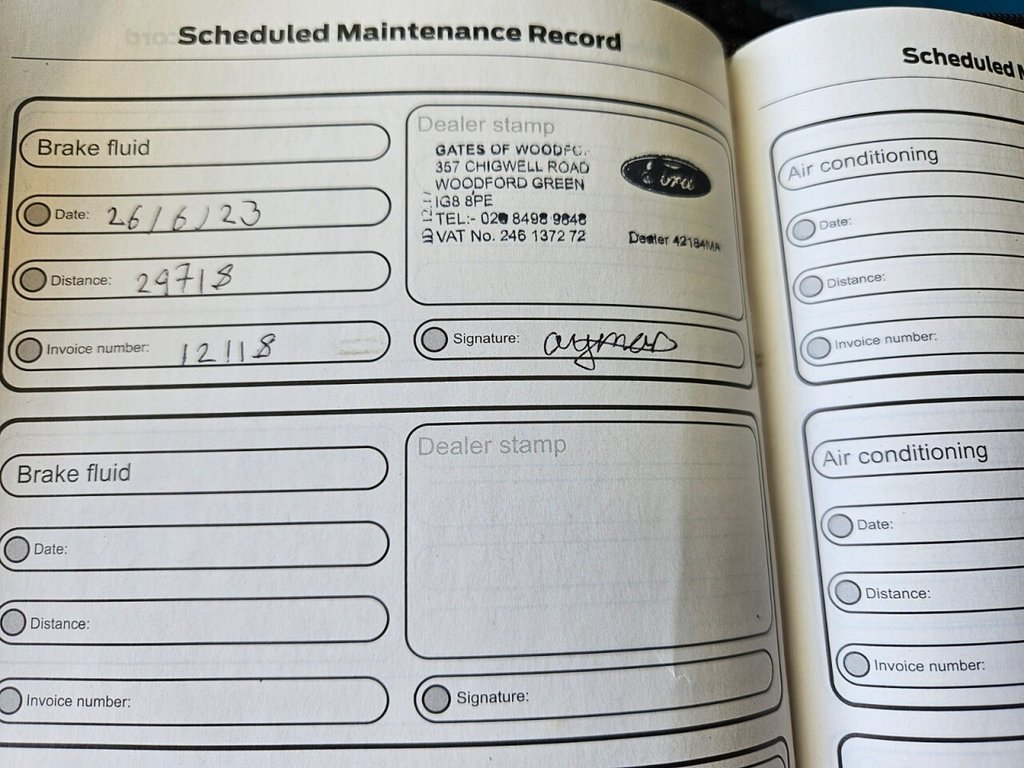 Scheduled Maintenance Record
Brake fluid
Date: 26/6/23
Distance: 29718
Invoice number: 12118
Dealer stamp
GATES OF
357 CHIGWELL ROAD
WOODFORD GREEN
IG8 8PE
TEL:- 020 8498 9848
VAT No. 246 1372 72
Ford
Dealer 42184MA
Signature:
Brake fluid
Date:
Distance:
Invoice number:
Dealer stamp
Signature:
Scheduled
Air conditioning
Date:
Distance:
Invoice number:
Air conditioning
Date:
Distance:
Invoice number: